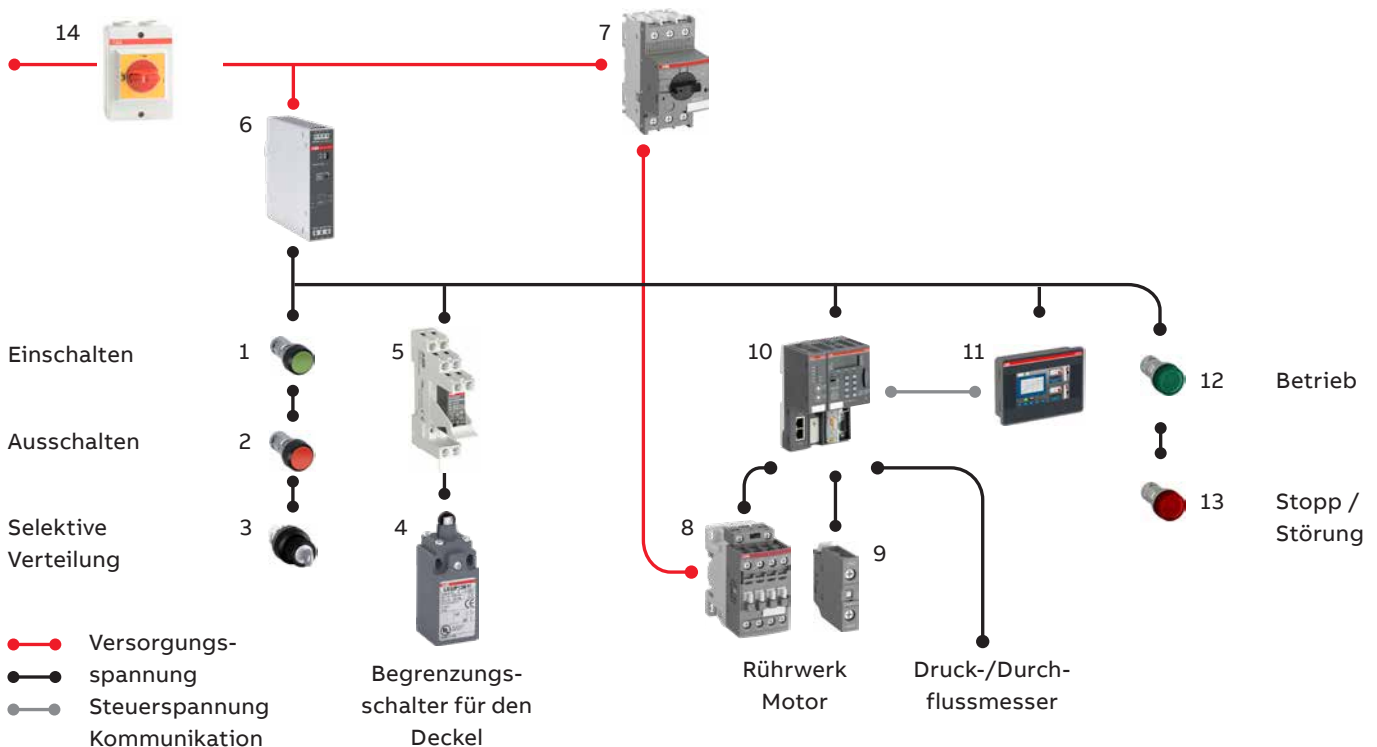 14
7
6
Einschalten
1
5
10
11
12
Betrieb
Ausschalten
2
13
Stopp /
Störung
Selektive
Verteilung
3
4
8
9
Versorgungs-
spannung
Steuerspannung
Kommunikation
Begrenzungs-
schalter für den
Deckel
Rührwerk
Motor
Druck-/Durch-
flussmesser